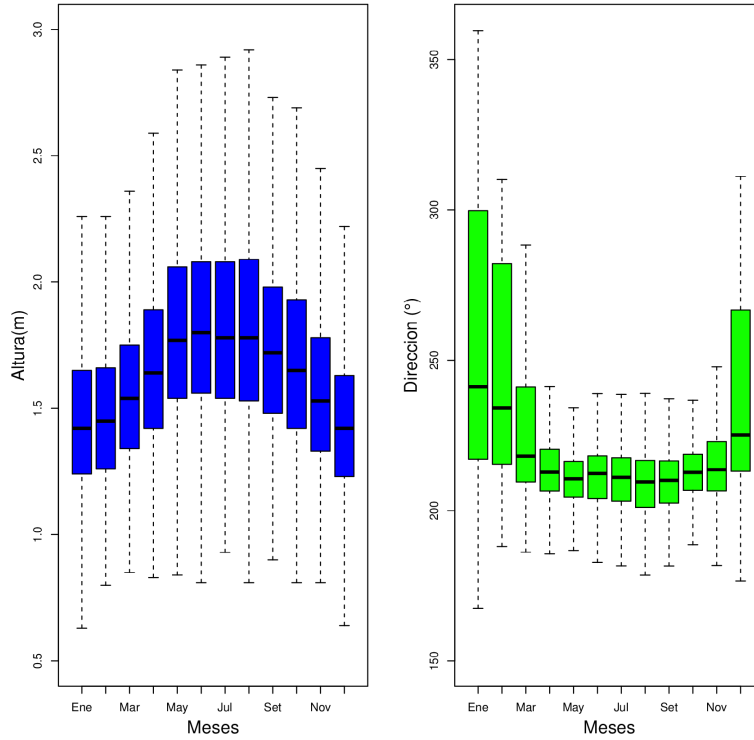 Altura(m)
3.0
2.5
2.0
1.5
1.0
0.5
Ene Mar May Jul Set Nov
Meses
Direccion (°)
350
300
250
200
150
Ene Mar May Jul Set Nov
Meses